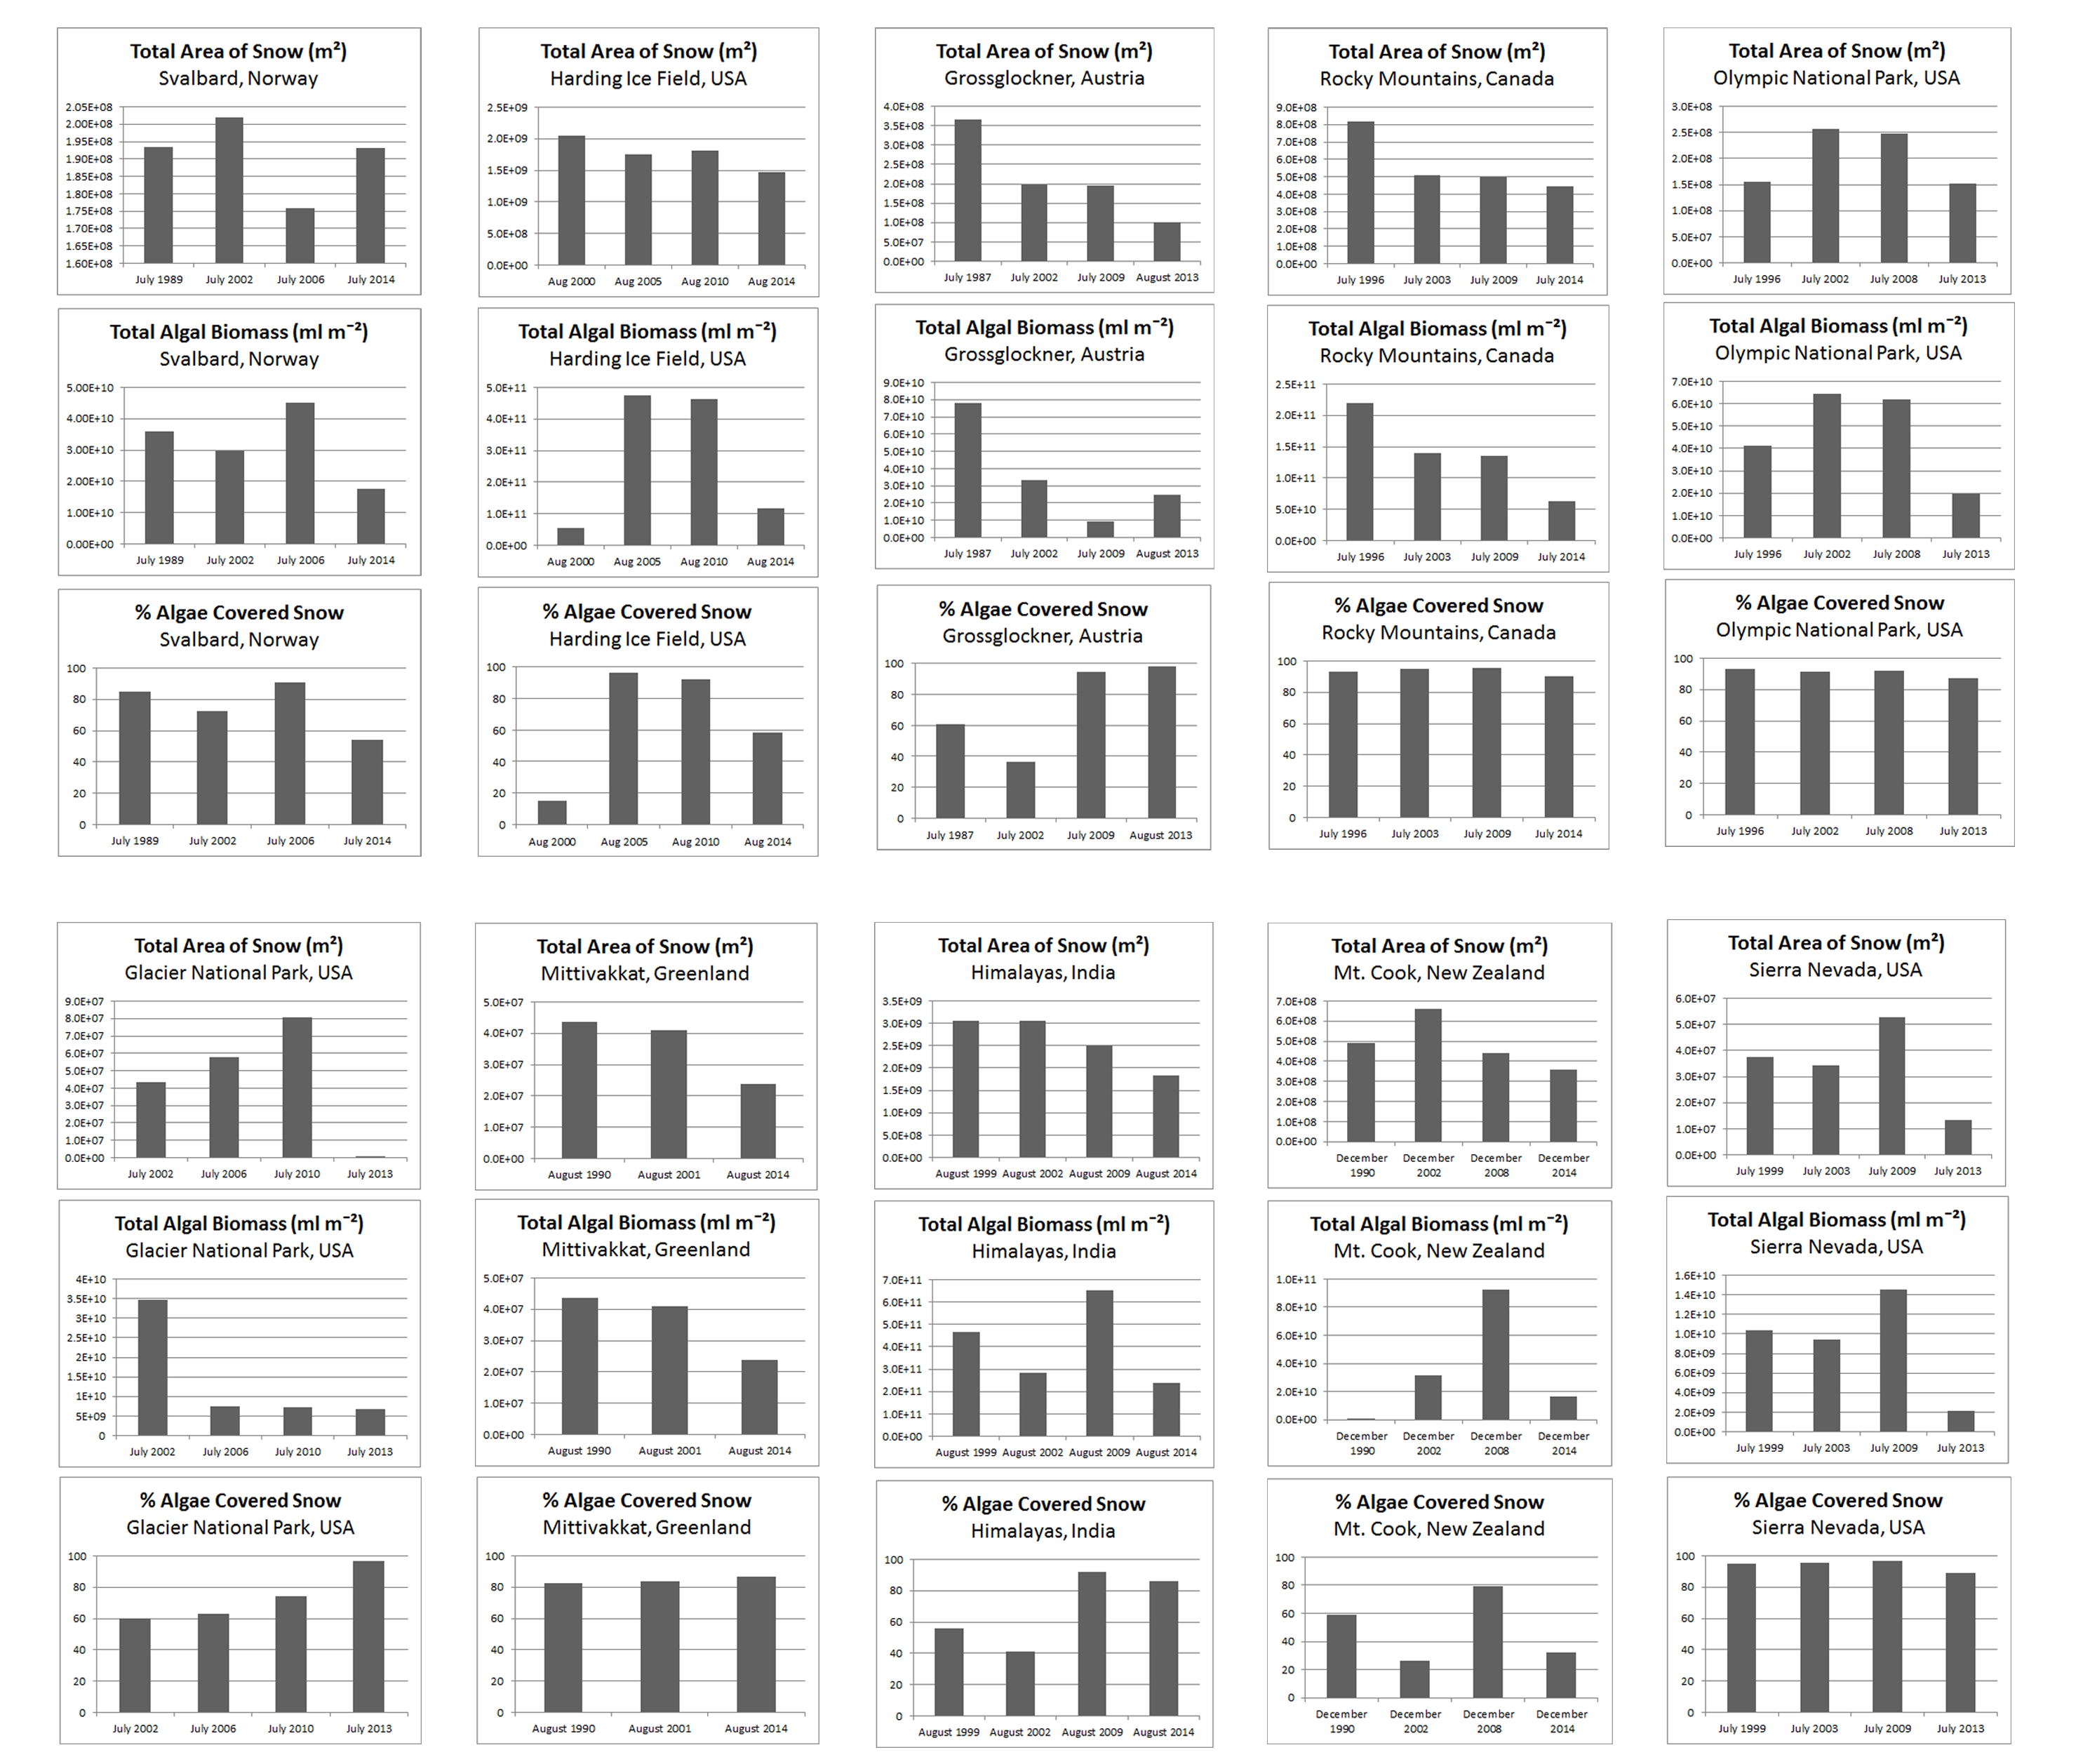 Total Area of Snow (m²)
Svalbard, Norway
2.05E+08
2.00E+08
1.95E+08
1.90E+08
1.85E+08
1.80E+08
1.75E+08
1.70E+08
1.65E+08
1.60E+08
July 1989 July 2002 July 2006 July 2014
Total Area of Snow (m²)
Harding Ice Field, USA
2.5E+09
2.0E+09
1.5E+09
1.0E+09
5.0E+08
0.0E+00
Aug 2000 Aug 2005 Aug 2010 Aug 2014
Total Area of Snow (m²)
Grossglockner, Austria
4.0E+08
3.5E+08
3.0E+08
2.5E+08
2.0E+08
1.5E+08
1.0E+08
5.0E+07
0.0E+00
July 1987 July 2002 July 2009 August 2013
Total Area of Snow (m²)
Rocky Mountains, Canada
9.0E+08
8.0E+08
7.0E+08
6.0E+08
5.0E+08
4.0E+08
3.0E+08
2.0E+08
1.0E+08
0.0E+00
July 1996 July 2003 July 2009 July 2014
Total Area of Snow (m²)
Olympic National Park, USA
3.0E+08
2.5E+08
2.0E+08
1.5E+08
1.0E+08
5.0E+07
0.0E+00
July 1996 July 2002 July 2008 July 2013
Total Algal Biomass (ml m⁻²)
Svalbard, Norway
5.00E+10
4.00E+10
3.00E+10
2.00E+10
1.00E+10
0.00E+00
July 1989 July 2002 July 2006 July 2014
Total Algal Biomass (ml m⁻²)
Harding Ice Field, USA
5.0E+11
4.0E+11
3.0E+11
2.0E+11
1.0E+11
0.0E+00
Aug 2000 Aug 2005 Aug 2010 Aug 2014
Total Algal Biomass (ml m⁻²)
Grossglockner, Austria
9.0E+10
8.0E+10
7.0E+10
6.0E+10
5.0E+10
4.0E+10
3.0E+10
2.0E+10
1.0E+10
0.0E+00
July 1987 July 2002 July 2009 August 2013
Total Algal Biomass (ml m⁻²)
Rocky Mountains, Canada
2.5E+11
2.0E+11
1.5E+11
1.0E+11
5.0E+10
0.0E+00
July 1996 July 2003 July 2009 July 2014
Total Algal Biomass (ml m⁻²)
Olympic National Park, USA
7.0E+10
6.0E+10
5.0E+10
4.0E+10
3.0E+10
2.0E+10
1.0E+10
0.0E+00
July 1996 July 2002 July 2008 July 2013
% Algae Covered Snow
Svalbard, Norway
100
80
60
40
20
0
July 1989 July 2002 July 2006 July 2014
% Algae Covered Snow
Harding Ice Field, USA
100
80
60
40
20
0
Aug 2000 Aug 2005 Aug 2010 Aug 2014
% Algae Covered Snow
Grossglockner, Austria
100
80
60
40
20
0
July 1987 July 2002 July 2009 August 2013
% Algae Covered Snow
Rocky Mountains, Canada
100
80
60
40
20
0
July 1996 July 2003 July 2009 July 2014
% Algae Covered Snow
Olympic National Park, USA
100
80
60
40
20
0
July 1996 July 2002 July 2008 July 2013
Total Area of Snow (m²)
Glacier National Park, USA
9.0E+07
8.0E+07
7.0E+07
6.0E+07
5.0E+07
4.0E+07
3.0E+07
2.0E+07
1.0E+07
0.0E+00
July 2002 July 2006 July 2010 July 2013
Total Area of Snow (m²)
Mittivakkat, Greenland
5.0E+07
4.0E+07
3.0E+07
2.0E+07
1.0E+07
0.0E+00
August 1990 August 2001 August 2014
Total Area of Snow (m²)
Himalayas, India
3.5E+09
3.0E+09
2.5E+09
2.0E+09
1.5E+09
1.0E+09
5.0E+08
0.0E+00
August 1999 August 2002 August 2009 August 2014
Total Area of Snow (m²)
Mt. Cook, New Zealand
7.0E+08
6.0E+08
5.0E+08
4.0E+08
3.0E+08
2.0E+08
1.0E+08
0.0E+00
December December December December
1990 2002 2008 2014
Total Area of Snow (m²)
Sierra Nevada, USA
6.0E+07
5.0E+07
4.0E+07
3.0E+07
2.0E+07
1.0E+07
0.0E+00
July 1999 July 2003 July 2009 July 2013
Total Algal Biomass (ml m⁻²)
Glacier National Park, USA
4E+10
3.5E+10
3E+10
2.5E+10
2E+10
1.5E+10
1E+10
5E+09
0
July 2002 July 2006 July 2010 July 2013
Total Algal Biomass (ml m⁻²)
Mittivakkat, Greenland
5.0E+07
4.0E+07
3.0E+07
2.0E+07
1.0E+07
0.0E+00
August 1990 August 2001 August 2014
Total Algal Biomass (ml m⁻²)
Himalayas, India
7.0E+11
6.0E+11
5.0E+11
4.0E+11
3.0E+11
2.0E+11
1.0E+11
0.0E+00
August 1999 August 2002 August 2009 August 2014
Total Algal Biomass (ml m⁻²)
Mt. Cook, New Zealand
1.0E+11
8.0E+10
6.0E+10
4.0E+10
2.0E+10
0.0E+00
December December December December
1990 2002 2008 2014
Total Algal Biomass (ml m⁻²)
Sierra Nevada, USA
1.6E+10
1.4E+10
1.2E+10
1.0E+10
8.0E+09
6.0E+09
4.0E+09
2.0E+09
0.0E+00
July 1999 July 2003 July 2009 July 2013
% Algae Covered Snow
Glacier National Park, USA
100
80
60
40
20
0
July 2002 July 2006 July 2010 July 2013
% Algae Covered Snow
Mittivakkat, Greenland
100
80
60
40
20
0
August 1990 August 2001 August 2014
% Algae Covered Snow
Himalayas, India
100
80
60
40
20
0
August 1999 August 2002 August 2009 August 2014
% Algae Covered Snow
Mt. Cook, New Zealand
100
80
60
40
20
0
December December December December
1990 2002 2008 2014
% Algae Covered Snow
Sierra Nevada, USA
100
80
60
40
20
0
July 1999 July 2003 July 2009 July 2013